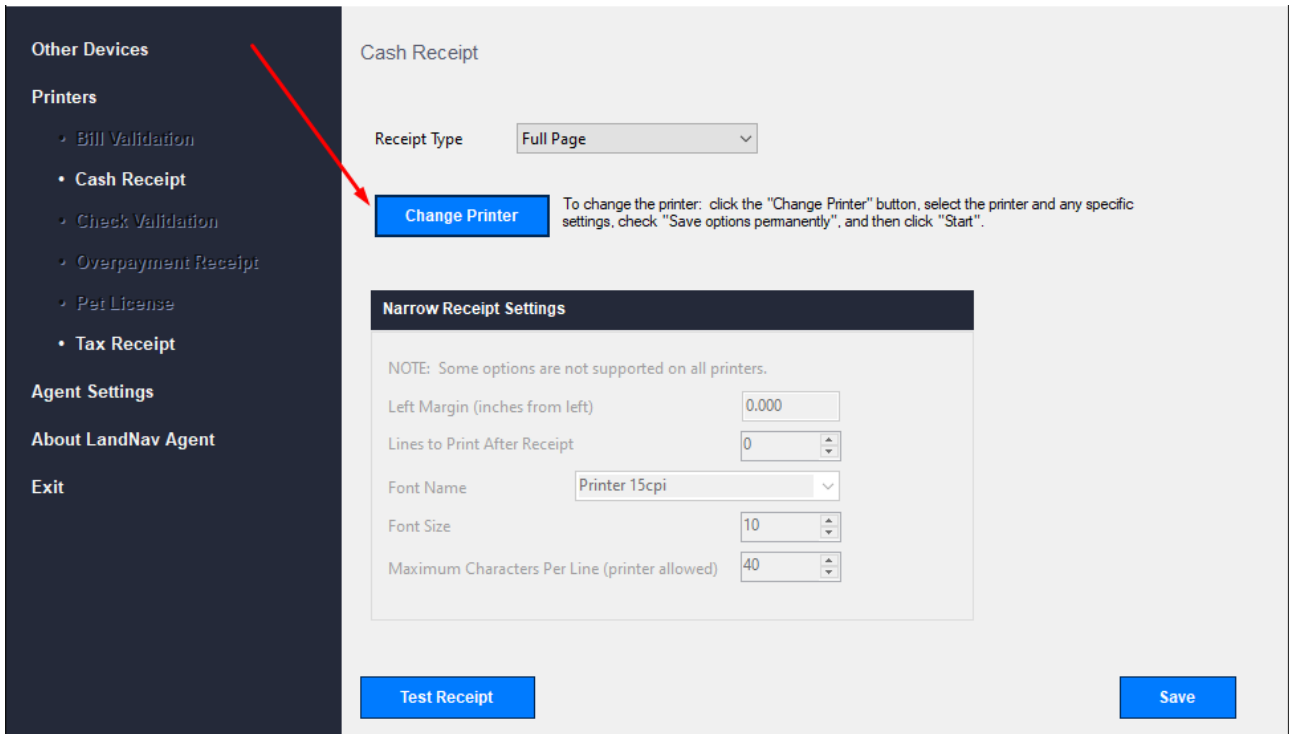 Other Devices
Printers
• Bill Validation
• Cash Receipt
• Check Validation
• Overpayment Receipt
• Pet License
• Tax Receipt
Agent Settings
About LandNav Agent
Exit
Cash Receipt
Receipt Type Full Page
Change Printer
To change the printer: click the "Change Printer" button, select the printer and any specific
settings, check "Save options permanently", and then click "Start".
Narrow Receipt Settings
NOTE: Some options are not supported on all printers.
Left Margin (inches from left) 0.000
Lines to Print After Receipt 0
Font Name Printer 15cpi
Font Size 10
Maximum Characters Per Line (printer allowed) 40
Test Receipt
Save